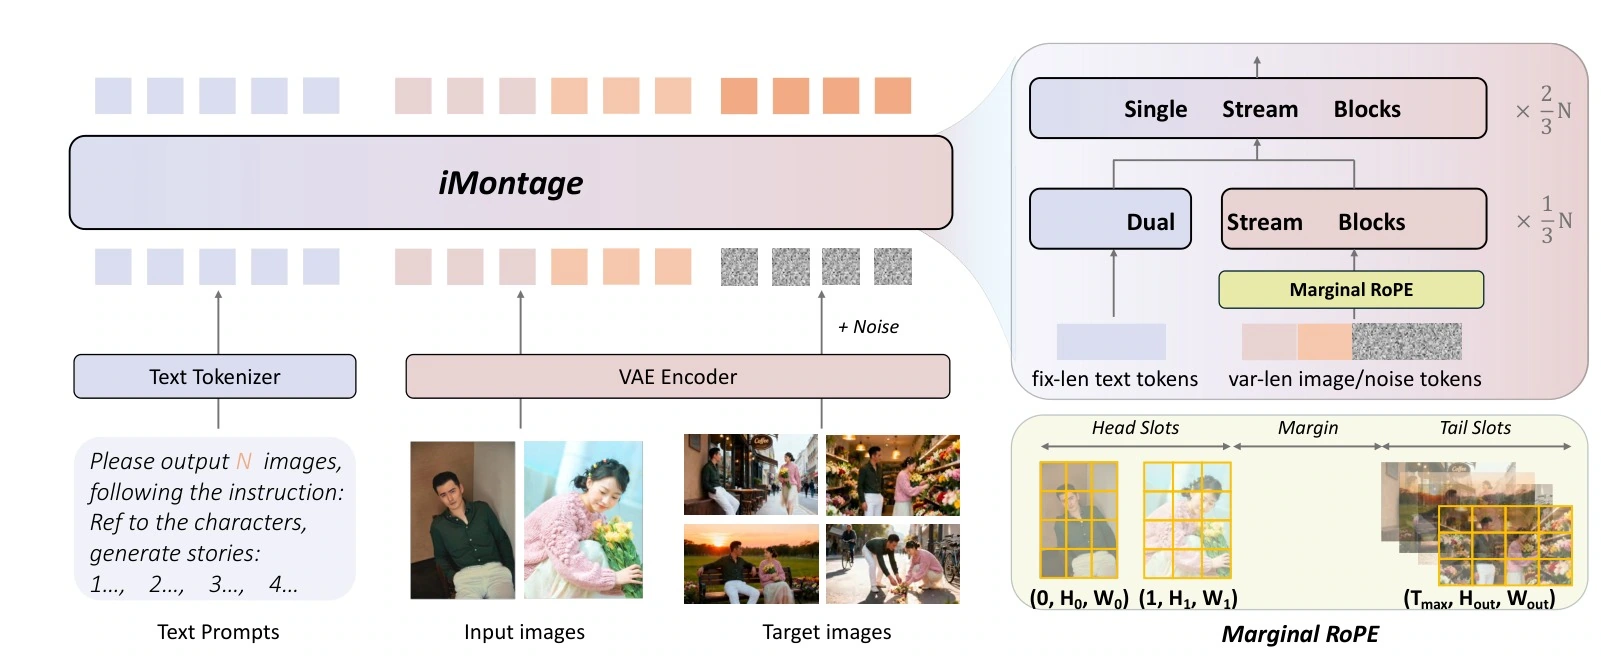 iMontage
+ Noise
Text Tokenizer
VAE Encoder
Please output N images,
following the instruction:
Ref to the characters,
generate stories:
1..., 2..., 3..., 4...
Coffee
Text Prompts
Input images
Target images
Single Stream Blocks
× 2/3 N
Dual Stream Blocks
× 1/3 N
Marginal RoPE
fix-len text tokens
var-len image/noise tokens
Head Slots
Margin
Tail Slots
(0, H₀, W₀) (1, H₁, W₁)
(Tmax, Hout, Wout)
Marginal RoPE